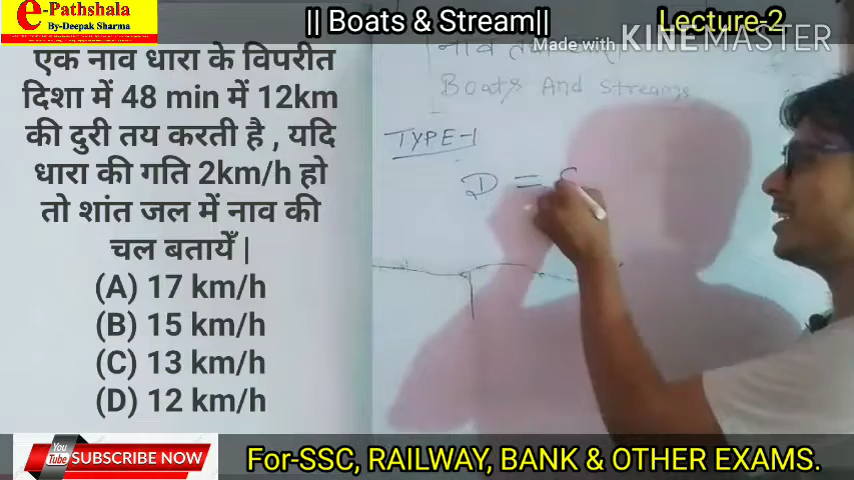 e-Pathshala
By-Deepak Sharma
|| Boats & Stream||
Lecture-2
Made with KINEMASTER
एक नाव धारा के विपरीत
दिशा में 48 min में 12km
की दुरी तय करती है , यदि
धारा की गति 2km/h हो
तो शांत जल में नाव की
चल बतायेँ |
(A) 17 km/h
(B) 15 km/h
(C) 13 km/h
(D) 12 km/h
नाव
Boats And Streams
TYPE-1
D = S
You Tube SUBSCRIBE NOW
For-SSC, RAILWAY, BANK & OTHER EXAMS.